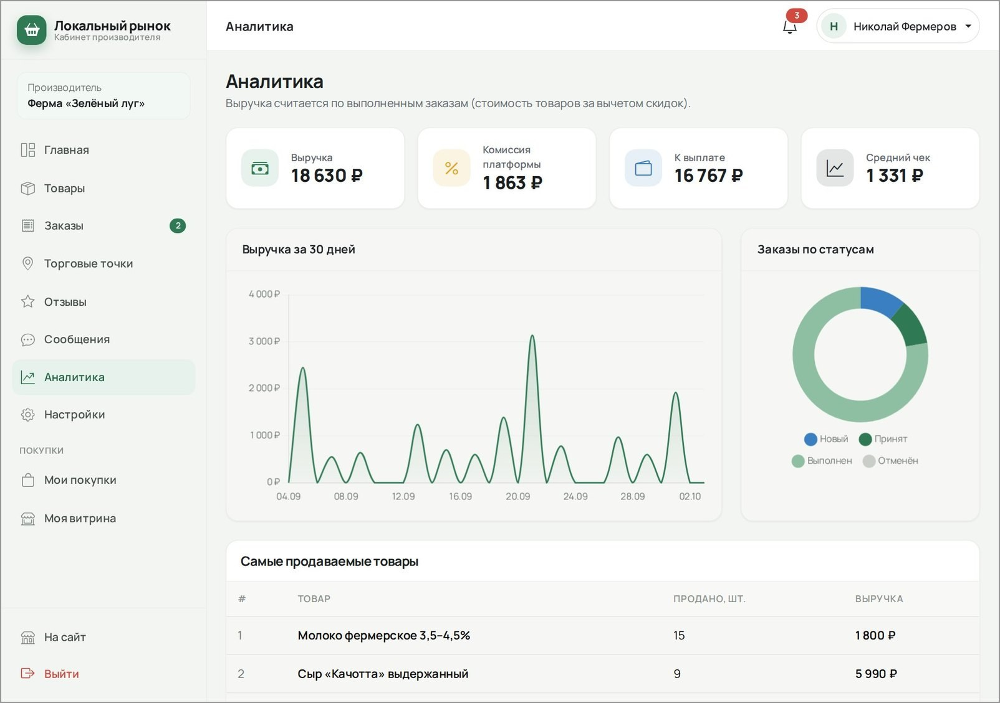 Локальный рынок
Кабинет производителя
Производитель
Ферма «Зелёный луг»
Главная
Товары
Заказы 2
Торговые точки
Отзывы
Сообщения
Аналитика
Настройки
ПОКУПКИ
Мои покупки
Моя витрина
На сайт
Выйти
Аналитика
3
Н Николай Фермеров
Аналитика
Выручка считается по выполненным заказам (стоимость товаров за вычетом скидок).
Выручка
18 630 ₽
Комиссия
платформы
1 863 ₽
К выплате
16 767 ₽
Средний чек
1 331 ₽
Выручка за 30 дней
4 000 ₽
3 000 ₽
2 000 ₽
1 000 ₽
0 ₽
04.09 08.09 12.09 16.09 20.09 24.09 28.09 02.10
Заказы по статусам
Новый Принят
Выполнен Отменён
Самые продаваемые товары
# ТОВАР ПРОДАНО, ШТ. ВЫРУЧКА
1 Молоко фермерское 3,5–4,5% 15 1 800 ₽
2 Сыр «Качотта» выдержанный 9 5 990 ₽